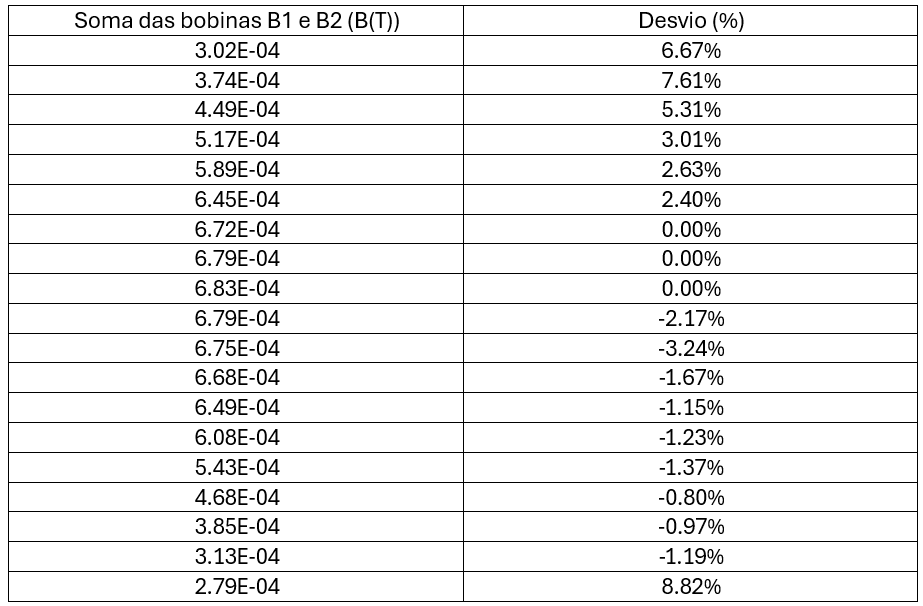 Soma das bobinas B1 e B2 (B(T)) Desvio (%)
3.02E-04 6.67%
3.74E-04 7.61%
4.49E-04 5.31%
5.17E-04 3.01%
5.89E-04 2.63%
6.45E-04 2.40%
6.72E-04 0.00%
6.79E-04 0.00%
6.83E-04 0.00%
6.79E-04 -2.17%
6.75E-04 -3.24%
6.68E-04 -1.67%
6.49E-04 -1.15%
6.08E-04 -1.23%
5.43E-04 -1.37%
4.68E-04 -0.80%
3.85E-04 -0.97%
3.13E-04 -1.19%
2.79E-04 8.82%